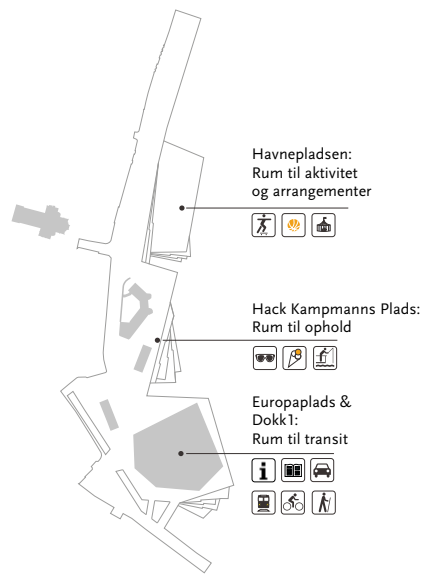 Havnepladsen:
Rum til aktivitet
og arrangementer
Hack Kampmanns Plads:
Rum til ophold
Europaplads &
Dokk1:
Rum til transit